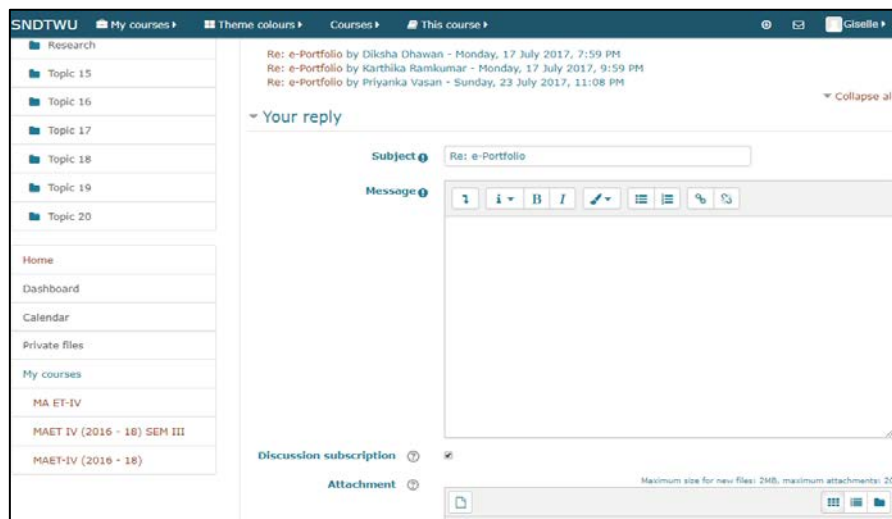 SNDTWU My courses Theme colours Courses This course Giselle
Research
Topic 15
Topic 16
Topic 17
Topic 18
Topic 19
Topic 20
Home
Dashboard
Calendar
Private files
My courses
MA ET-IV
MAET IV (2016 - 18) SEM III
MAET-IV (2016 - 18)
Re: e-Portfolio by Diksha Dhawan - Monday, 17 July 2017, 7:59 PM
Re: e-Portfolio by Karthika Ramkumar - Monday, 17 July 2017, 9:59 PM
Re: e-Portfolio by Priyanka Vasan - Sunday, 23 July 2017, 11:08 PM
Collapse al
Your reply
Subject Re: e-Portfolio
Message
B I
Discussion subscription
Attachment
Maximum size for new files: 2MB, maximum attachments: 20